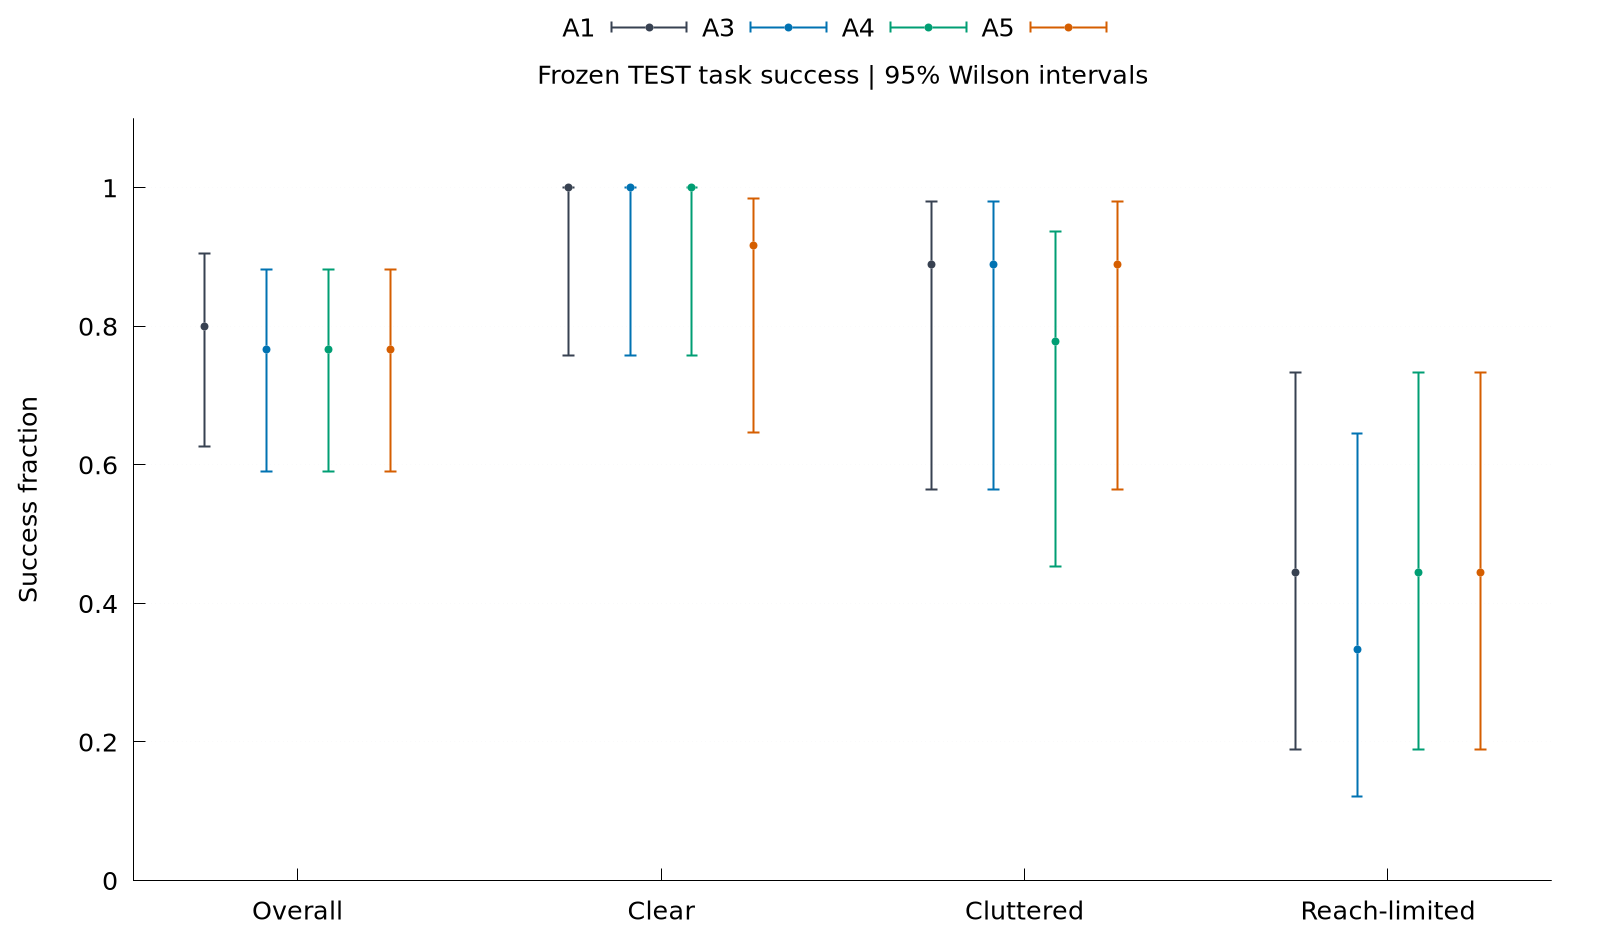 A1 A3 A4 A5
Frozen TEST task success | 95% Wilson intervals
Success fraction
1
0.8
0.6
0.4
0.2
0
Overall Clear Cluttered Reach-limited